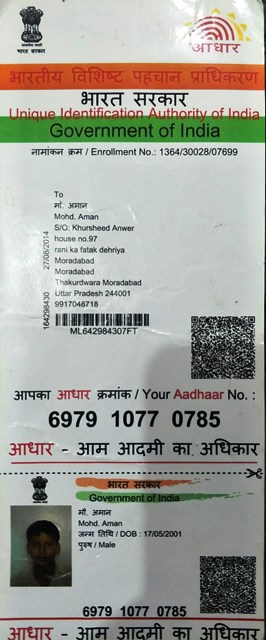 भारत सरकार
आधार
भारतीय विशिष्ट पहचान प्राधिकरण
भारत सरकार
Unique Identification Authority of India
Government of India
नामांकन क्रम / Enrollment No.: 1364/30028/07699
To
मो. अमान
Mohd. Aman
S/O: Khursheed Anwer
house no.97
rani ka fatak dehriya
Moradabad
Moradabad
Thakurdwara Moradabad
Uttar Pradesh 244001
9917046718
27/08/2014
164298430
ML642984307FT
आपका आधार क्रमांक / Your Aadhaar No. :
6979 1077 0785
आधार - आम आदमी का अधिकार
भारत सरकार
Government of India
मो. अमान
Mohd. Aman
जन्म तिथि / DOB : 17/05/2001
पुरुष / Male
6979 1077 0785
आधार - आम आदमी का अधिकार